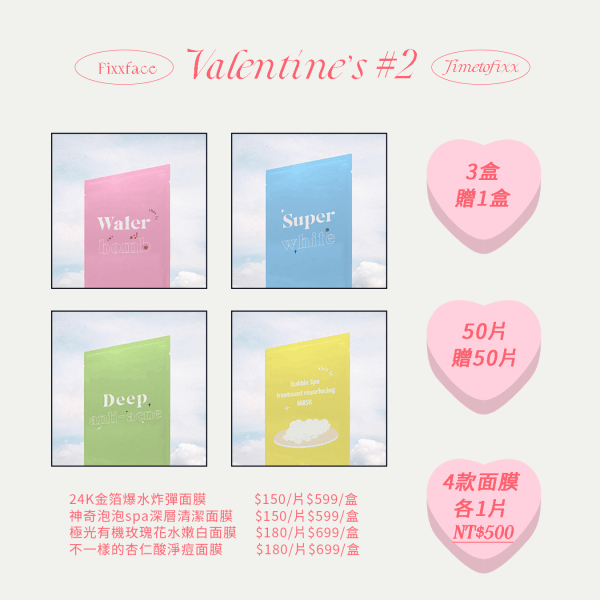 Fixxface
Valentine's #2
Timetofixx
Water
bomb
Super
white
3盒
贈1盒
Deep
anti-acne
Bubble Spa
treatment resurfacing
MASK
50片
贈50片
24K金箔爆水炸彈面膜 $150/片$599/盒
神奇泡泡spa深層清潔面膜 $150/片$599/盒
極光有機玫瑰花水嫩白面膜 $180/片$699/盒
不一樣的杏仁酸淨痘面膜 $180/片$699/盒
4款面膜
各1片
NT$500